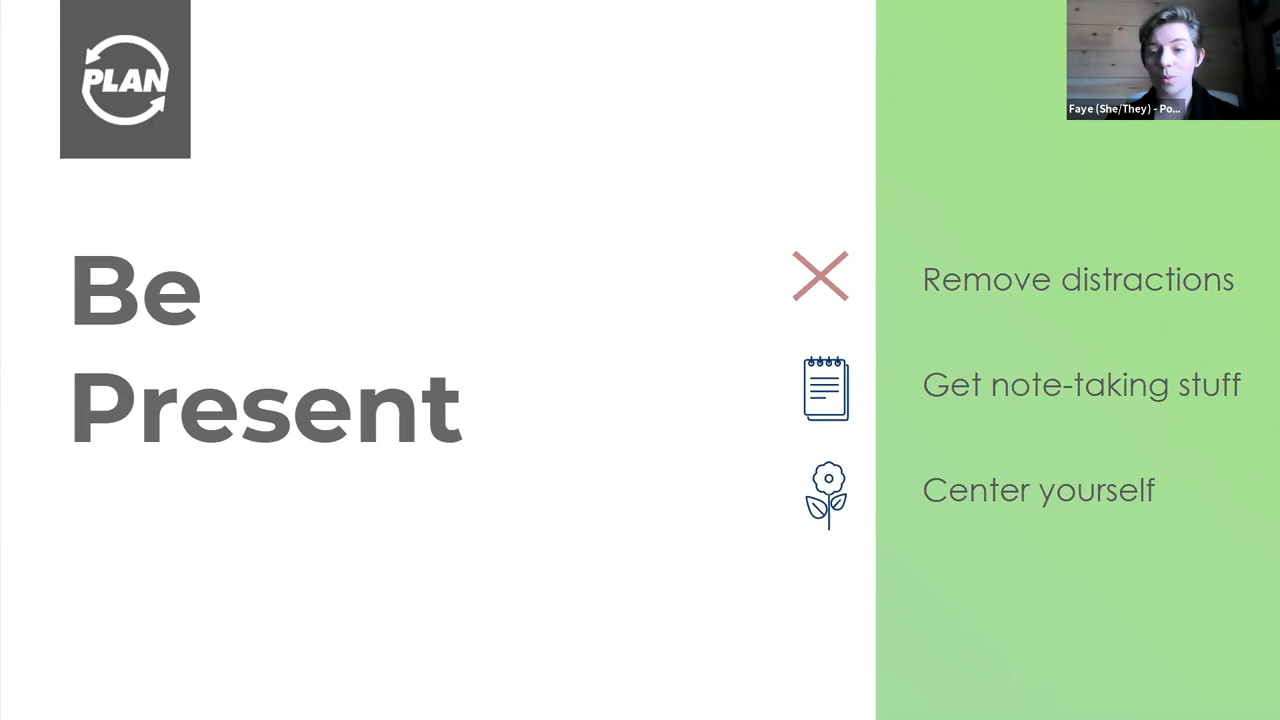 PLAN
Faye (She/They) - Po...
Be
Present
Remove distractions
Get note-taking stuff
Center yourself